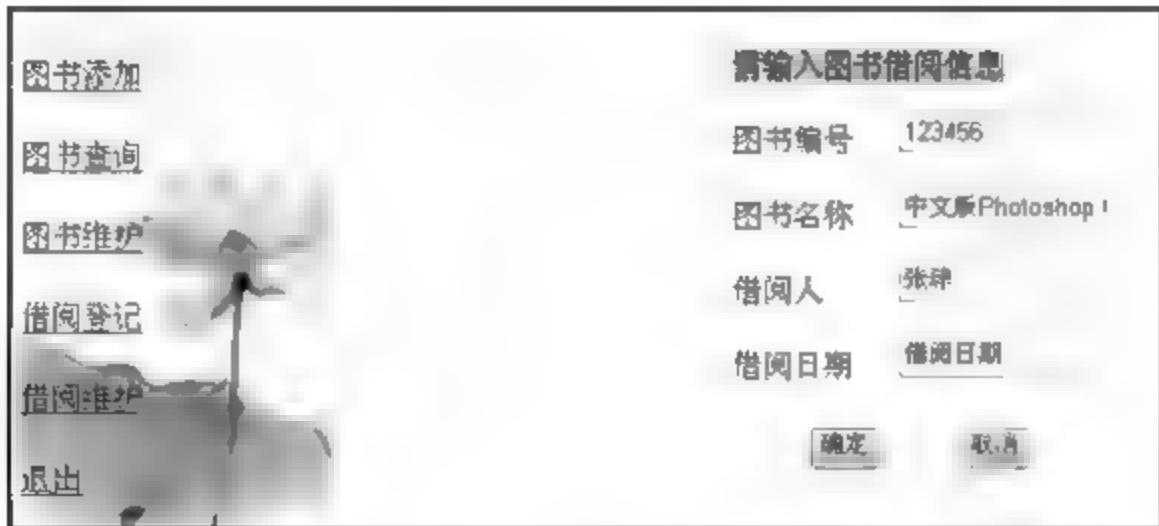 图书添加
图书查询
图书维护
借阅登记
借阅维护
退出
请输入图书借阅信息
图书编号 123456
图书名称 中文版Photoshop
借阅人 张
借阅日期 借阅日期
确定 取消